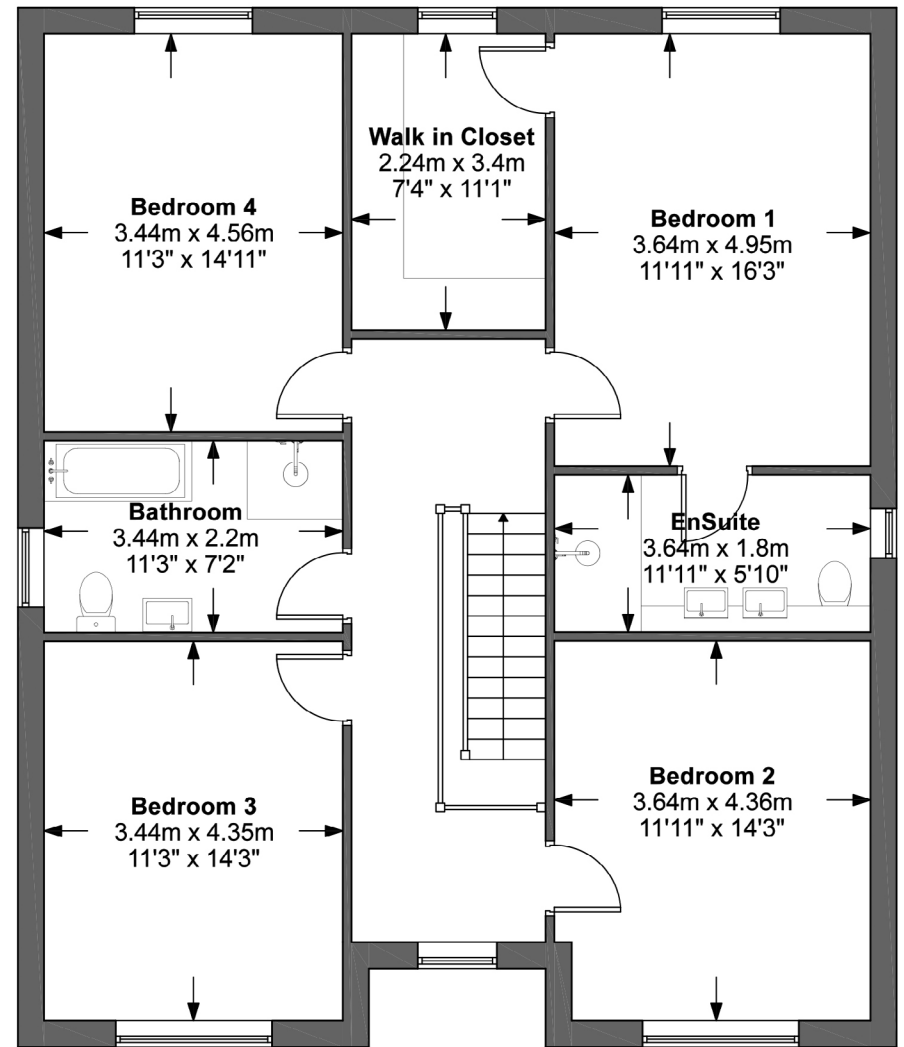 Walk in Closet
2.24m x 3.4m
7'4" x 11'1"
Bedroom 4
3.44m x 4.56m
11'3" x 14'11"
Bedroom 1
3.64m x 4.95m
11'11" x 16'3"
Bathroom
3.44m x 2.2m
11'3" x 7'2"
EnSuite
3.64m x 1.8m
11'11" x 5'10"
Bedroom 3
3.44m x 4.35m
11'3" x 14'3"
Bedroom 2
3.64m x 4.36m
11'11" x 14'3"